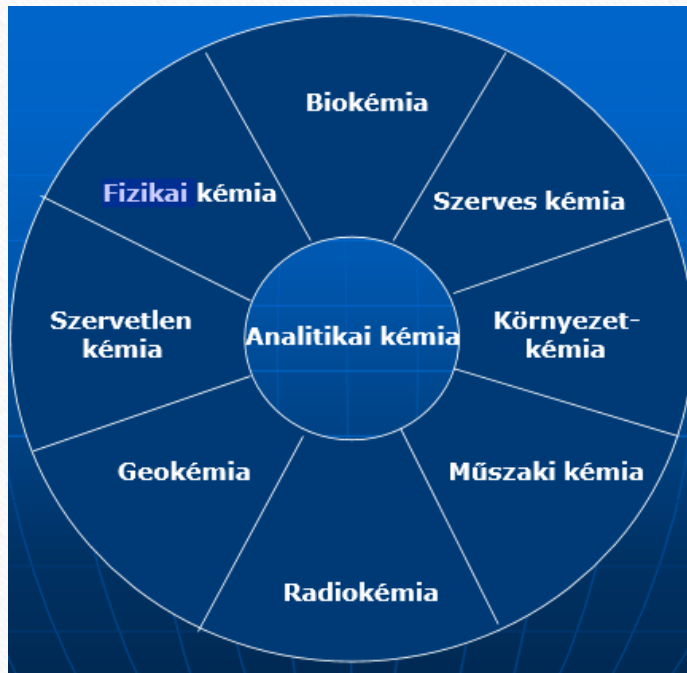 Biokémia
Fizikai kémia
Szerves kémia
Szervetlen
kémia
Analitikai kémia
Környezet-
kémia
Geokémia
Műszaki kémia
Radiokémia